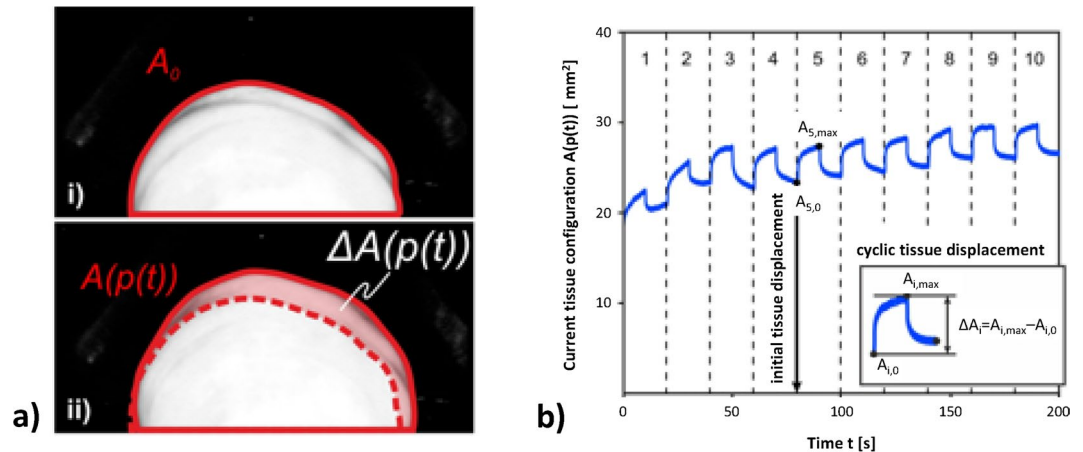 A₀
i)
A(p(t))
ΔA(p(t))
ii)
a)
b)
Current tissue configuration A(p(t)) [ mm²]
40
30
20
10
1 2 3 4 5 6 7 8 9 10
A₅,max
A₅,₀
initial tissue displacement
cyclic tissue displacement
Aᵢ,max
ΔAᵢ=Aᵢ,max–Aᵢ,₀
Aᵢ,₀
0 50 100 150 200
Time t [s]